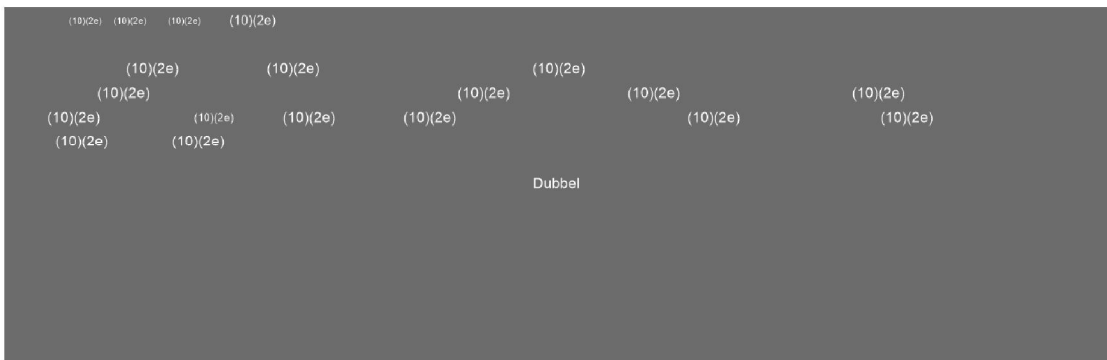 (10)(2e) (10)(2e) (10)(2e) (10)(2e)
(10)(2e) (10)(2e) (10)(2e)
(10)(2e) (10)(2e) (10)(2e) (10)(2e)
(10)(2e) (10)(2e) (10)(2e) (10)(2e) (10)(2e) (10)(2e)
(10)(2e) (10)(2e)
Dubbel